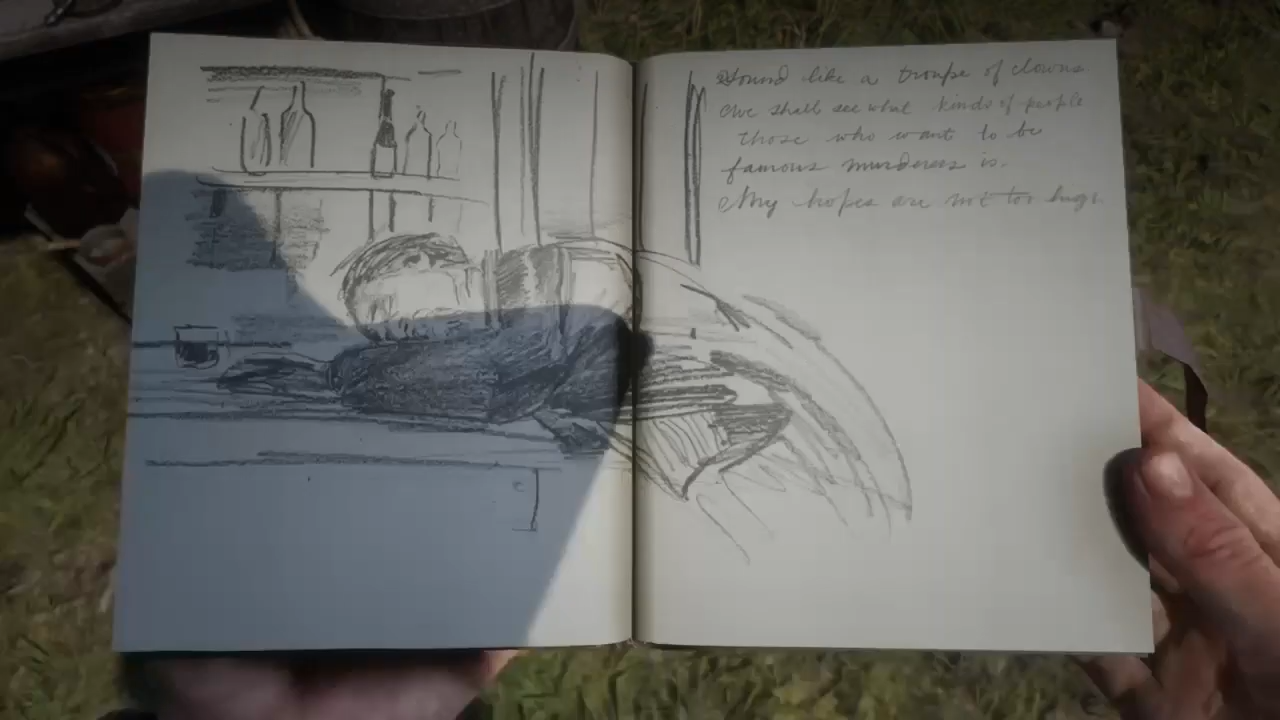 Sound like a troupe of clowns.
We shall see what kinds of people
those who want to be
famous murderers is.
My hopes are not too huge.